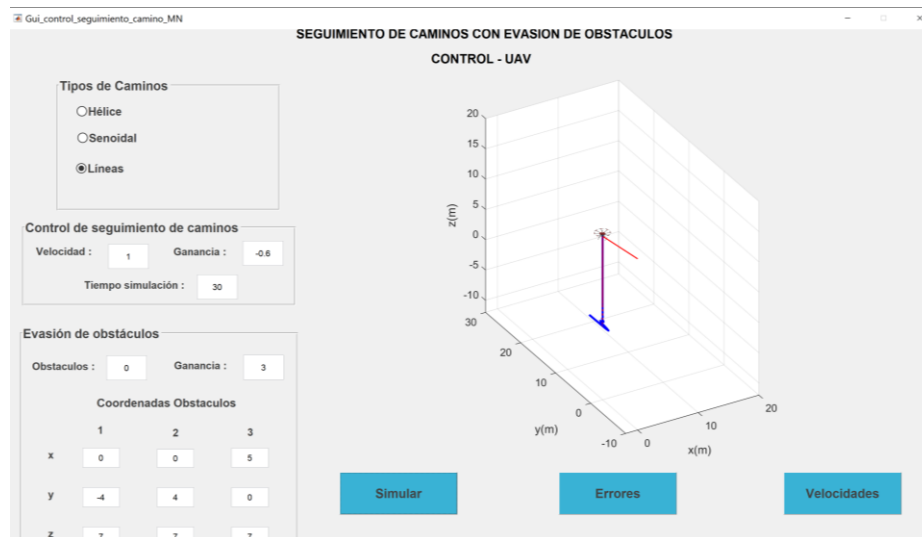 Gui_control_seguimiento_camino_MN
SEGUIMIENTO DE CAMINOS CON EVASION DE OBSTACULOS
CONTROL - UAV
Tipos de Caminos
Hélice
Senoidal
Líneas
Control de seguimiento de caminos
Velocidad : 1 Ganancia : -0.6
Tiempo simulación : 30
Evasión de obstáculos
Obstaculos : 0 Ganancia : 3
Coordenadas Obstaculos
1 2 3
x 0 0 5
y -4 4 0
z 7 7 7
z(m)
20
15
10
5
0
-5
-10
30
20
10
0
-10
y(m)
0
10
20
x(m)
Simular Errores Velocidades